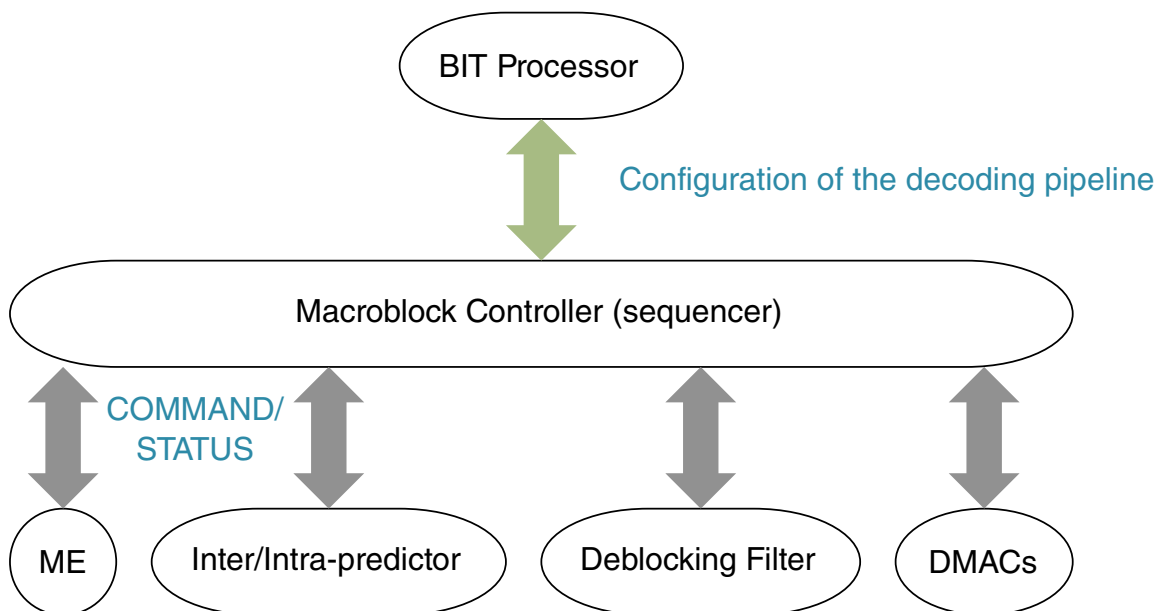 BIT Processor
Configuration of the decoding pipeline
Macroblock Controller (sequencer)
COMMAND/
STATUS
ME
Inter/Intra-predictor
Deblocking Filter
DMACs